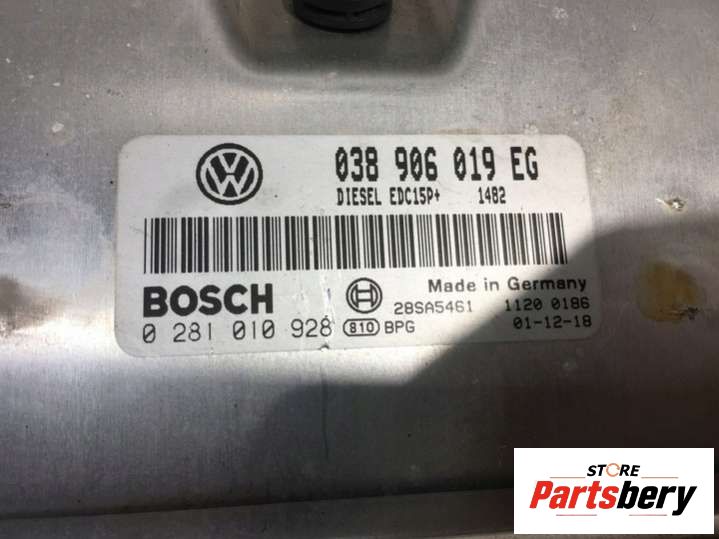 038 906 019 EG
DIESEL EDC15P+ 1482
BOSCH
Made in Germany
28SA5461 1120 0186
0 281 010 928 810 BPG 01-12-18
STORE
Partsbery